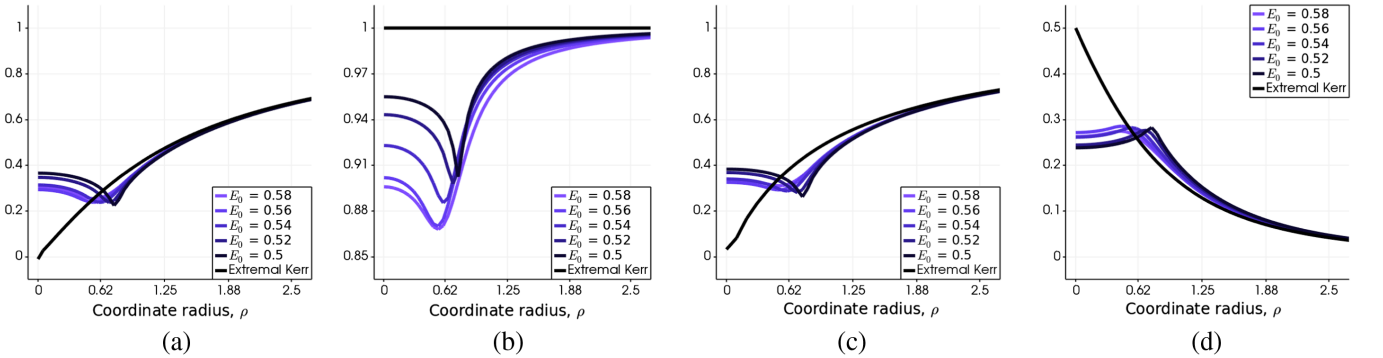 1
0.8
0.6
0.4
0.2
0
0
0.62
1.25
1.88
2.5
E₀ = 0.58
E₀ = 0.56
E₀ = 0.54
E₀ = 0.52
E₀ = 0.5
Extremal Kerr
Coordinate radius, ρ
(a)
1
0.97
0.94
0.91
0.88
0.85
0
0.62
1.25
1.88
2.5
E₀ = 0.58
E₀ = 0.56
E₀ = 0.54
E₀ = 0.52
E₀ = 0.5
Extremal Kerr
Coordinate radius, ρ
(b)
1
0.8
0.6
0.4
0.2
0
0
0.62
1.25
1.88
2.5
E₀ = 0.58
E₀ = 0.56
E₀ = 0.54
E₀ = 0.52
E₀ = 0.5
Extremal Kerr
Coordinate radius, ρ
(c)
0.5
0.4
0.3
0.2
0.1
0
0
0.62
1.25
1.88
2.5
E₀ = 0.58
E₀ = 0.56
E₀ = 0.54
E₀ = 0.52
E₀ = 0.5
Extremal Kerr
Coordinate radius, ρ
(d)